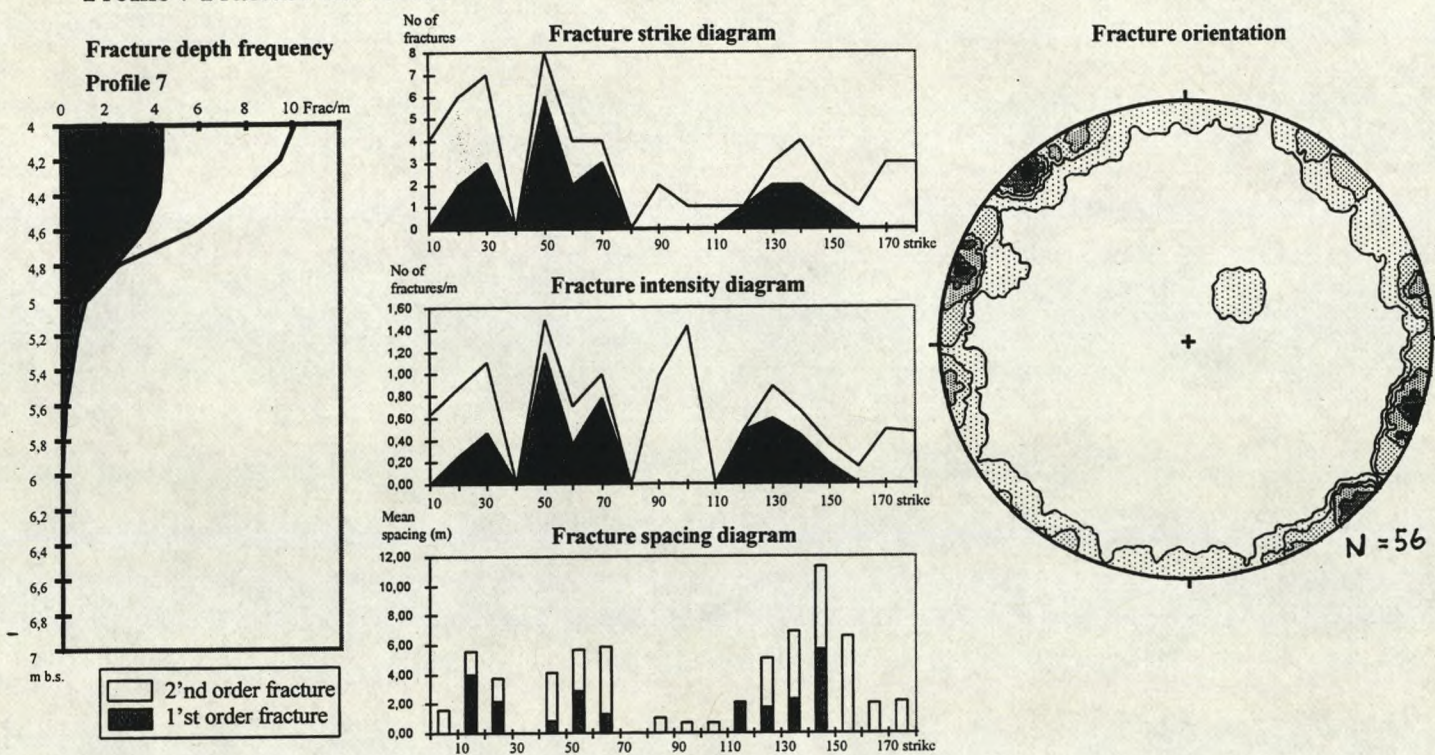 Fracture depth frequency
Profile 7
0 2 4 6 8 10 Frac/m
4
4,2
4,4
4,6
4,8
5
5,2
5,4
5,6
5,8
6
6,2
6,4
6,6
6,8
7
m b.s.
2'nd order fracture
1'st order fracture
No of
fractures
Fracture strike diagram
8
7
6
5
4
3
2
1
0
10 30 50 70 90 110 130 150 170 strike
No of
fractures/m
Fracture intensity diagram
1,60
1,40
1,20
1,00
0,80
0,60
0,40
0,20
0,00
10 30 50 70 90 110 130 150 170 strike
Mean
spacing (m)
Fracture spacing diagram
12,00
10,00
8,00
6,00
4,00
2,00
0,00
10 30 50 70 90 110 130 150 170 strike
Fracture orientation
N = 56